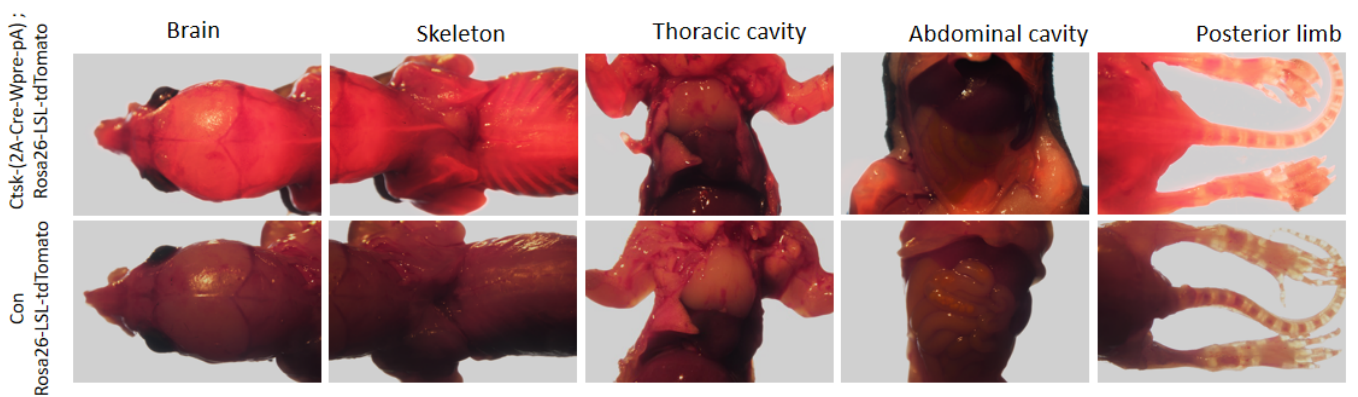 Brain
Skeleton
Thoracic cavity
Abdominal cavity
Posterior limb
Ctsk-(2A-Cre-Wpre-pA) ;
Rosa26-LSL-tdTomato
Con
Rosa26-LSL-tdTomato